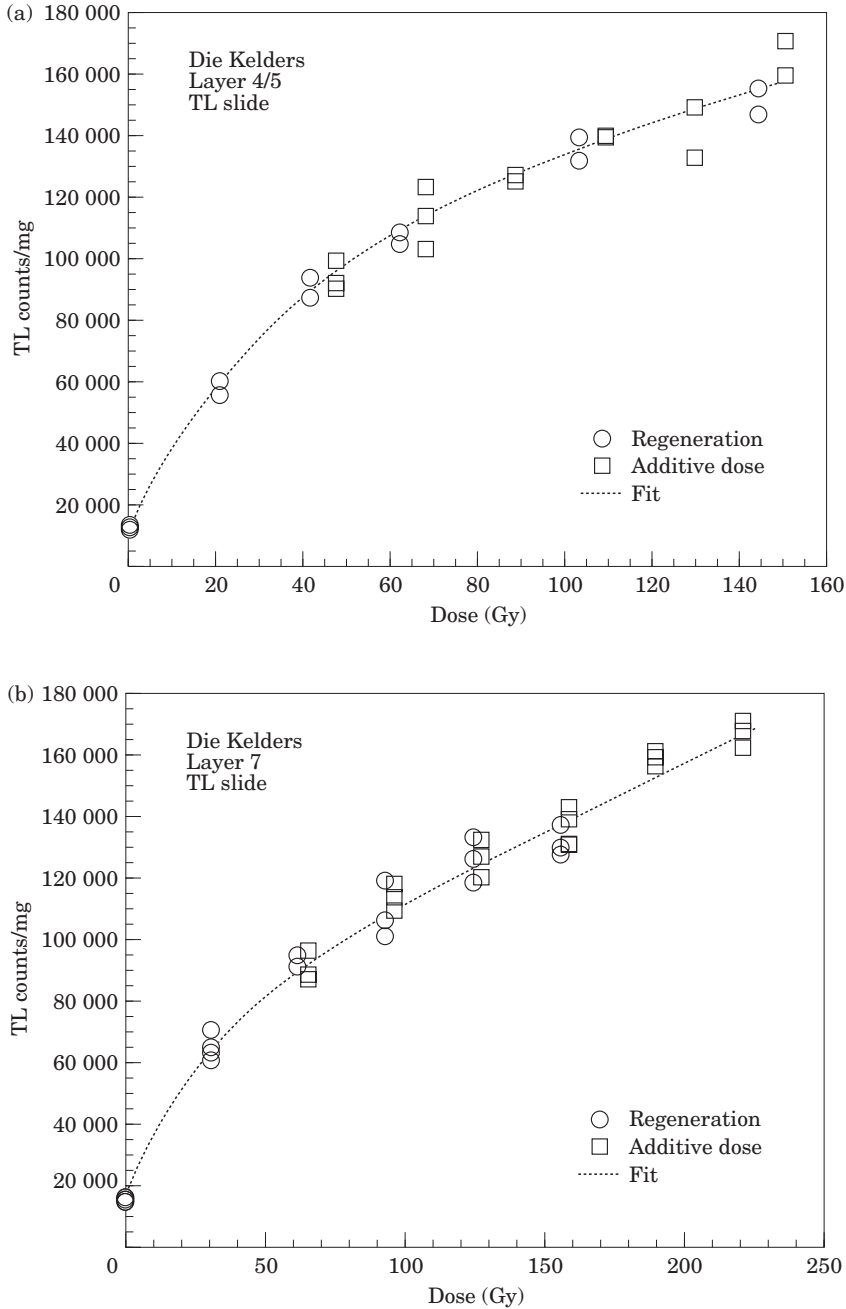 (a)
180 000
160 000
140 000
120 000
100 000
80 000
60 000
40 000
20 000
TL counts/mg
Die Kelders
Layer 4/5
TL slide
Regeneration
Additive dose
Fit
0 20 40 60 80 100 120 140 160
Dose (Gy)
(b)
180 000
160 000
140 000
120 000
100 000
80 000
60 000
40 000
20 000
TL counts/mg
Die Kelders
Layer 7
TL slide
Regeneration
Additive dose
Fit
0 50 100 150 200 250
Dose (Gy)